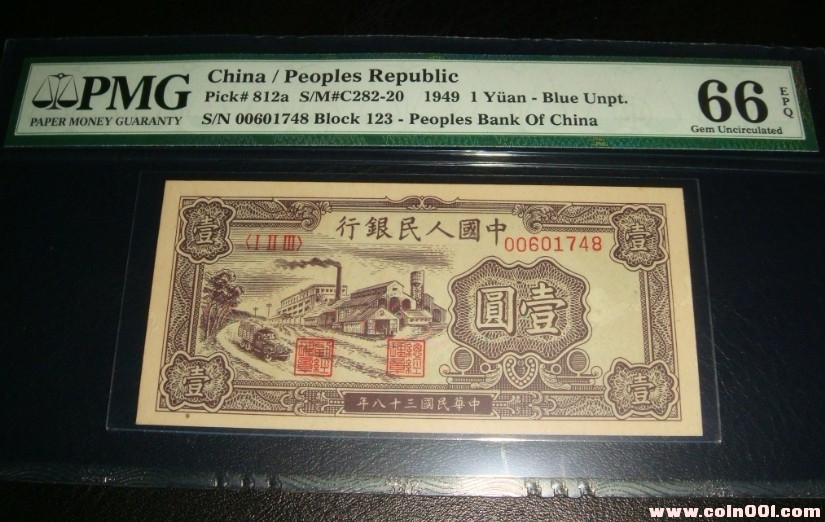 PMG
PAPER MONEY GUARANTY
China / Peoples Republic
Pick# 812a S/M#C282-20 1949 1 Yüan - Blue Unpt.
S/N 00601748 Block 123 - Peoples Bank Of China
66
EPQ
Gem Uncirculated
行銀民人國中
壹
壹
〈I II III〉
00601748
圓壹
壹
壹
年八十三國民華中
www.coin001.com